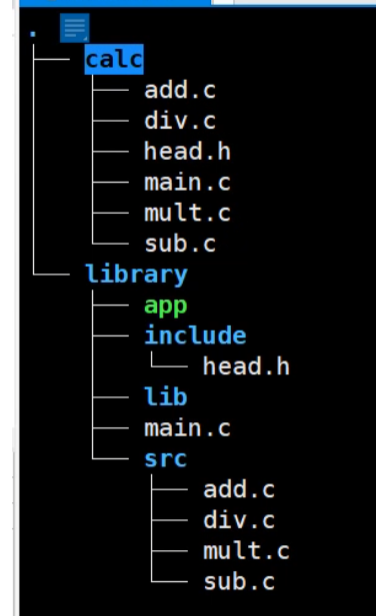 .
calc
add.c
div.c
head.h
main.c
mult.c
sub.c
library
app
include
head.h
lib
main.c
src
add.c
div.c
mult.c
sub.c